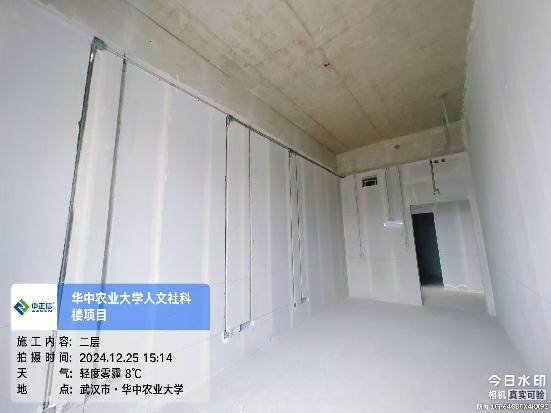 中正信
华中农业大学人文社科
楼项目
施工内容: 二层
拍摄时间: 2024.12.25 15:14
天 气: 轻度雾霾 8℃
地 点: 武汉市·华中农业大学
今日水印
相机 真实可验